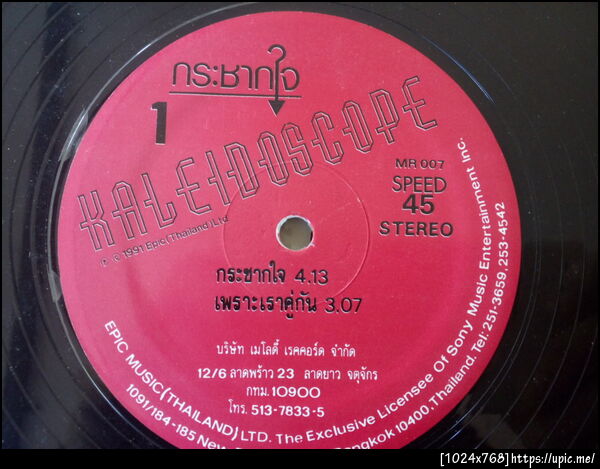 กระชากใจ
1
KALEIDOSCOPE
℗ © 1991 Epic (Thailand) Ltd
MR 007
SPEED
45
STEREO
กระชากใจ 4.13
เพราะเราคู่กัน 3.07
บริษัท เมโลดี้ เรคคอร์ด จำกัด
12/6 ลาดพร้าว 23 ลาดยาว จตุจักร
กทม. 10900
โทร. 513-7833-5
EPIC MUSIC (THAILAND) LTD. The Exclusive Licensee Of Sony Music Entertainment Inc.
1091/184-185 New Bangkok 10400, Thailand. Tel: 251-3659, 253-4542
[1024x768]https://upic.me/